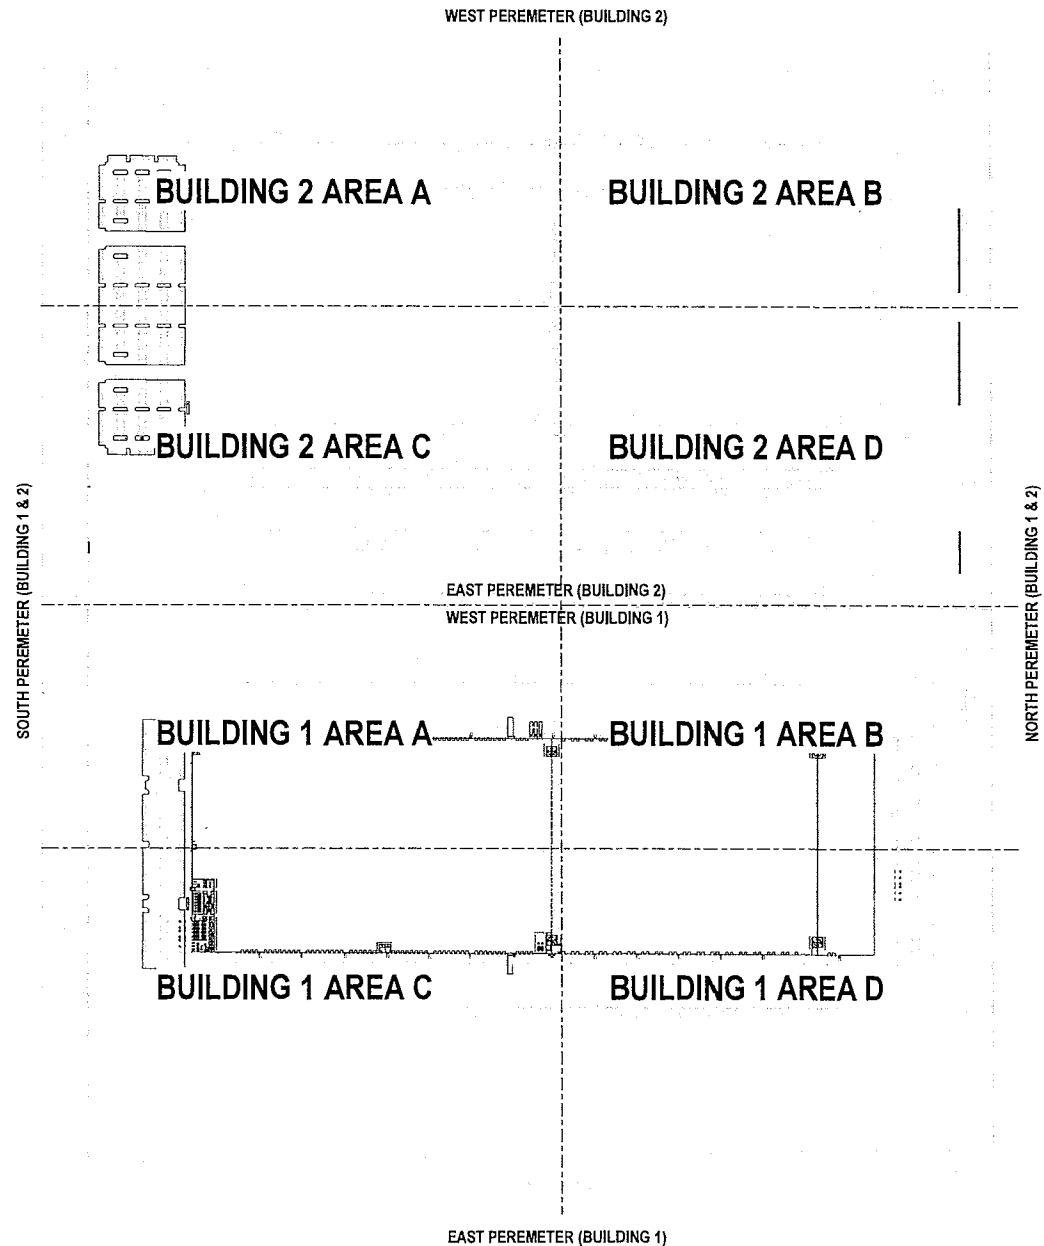 WEST PEREMETER (BUILDING 2)
BUILDING 2 AREA A
BUILDING 2 AREA B
BUILDING 2 AREA C
BUILDING 2 AREA D
SOUTH PEREMETER (BUILDING 1 & 2)
NORTH PEREMETER (BUILDING 1 & 2)
EAST PEREMETER (BUILDING 2)
WEST PEREMETER (BUILDING 1)
BUILDING 1 AREA A
BUILDING 1 AREA B
BUILDING 1 AREA C
BUILDING 1 AREA D
EAST PEREMETER (BUILDING 1)